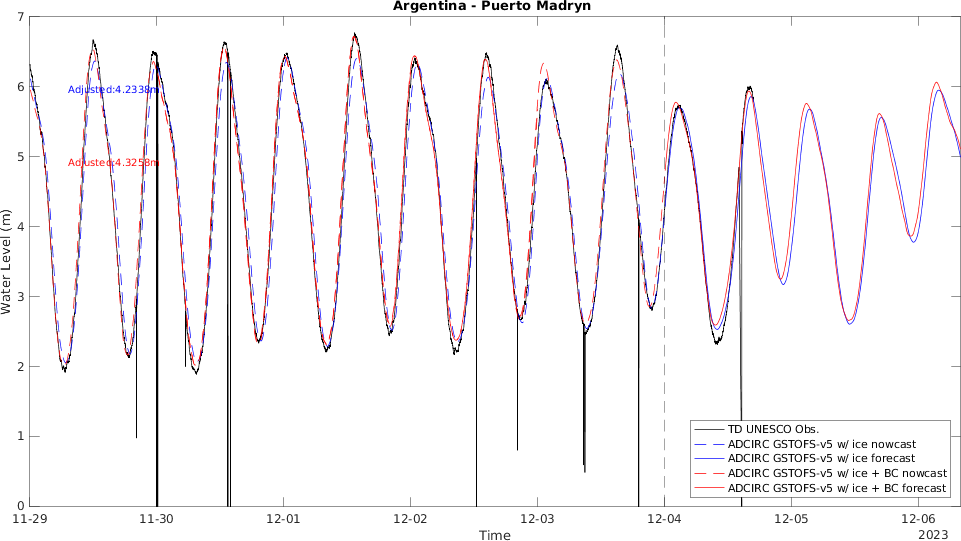 Argentina - Puerto Madryn
Water Level (m)
7
6
5
4
3
2
1
0
Adjusted:4.2338m
Adjusted:4.3258m
TD UNESCO Obs.
ADCIRC GSTOFS-v5 w/ ice nowcast
ADCIRC GSTOFS-v5 w/ ice forecast
ADCIRC GSTOFS-v5 w/ ice + BC nowcast
ADCIRC GSTOFS-v5 w/ ice + BC forecast
11-29 11-30 12-01 12-02 12-03 12-04 12-05 12-06
Time
2023